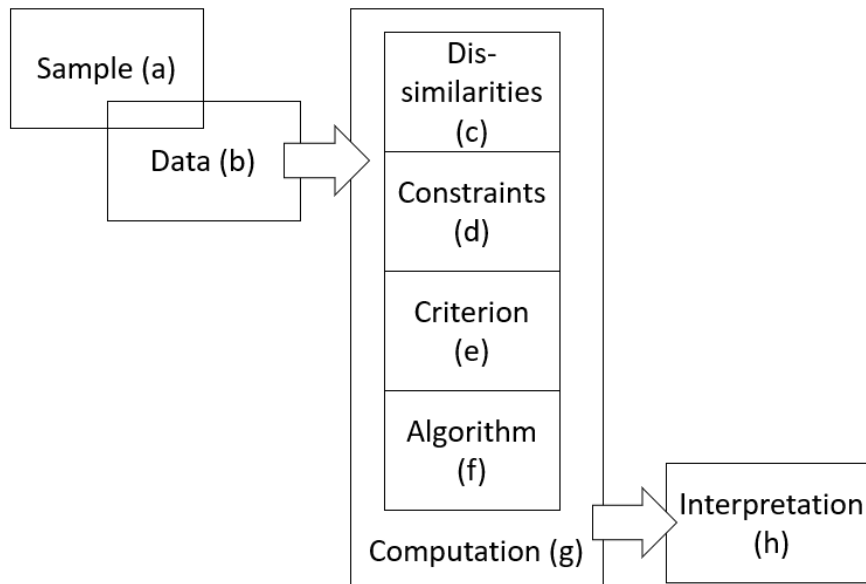 Sample (a)
Data (b)
Dis-
similarities
(c)
Constraints
(d)
Criterion
(e)
Algorithm
(f)
Computation (g)
Interpretation
(h)